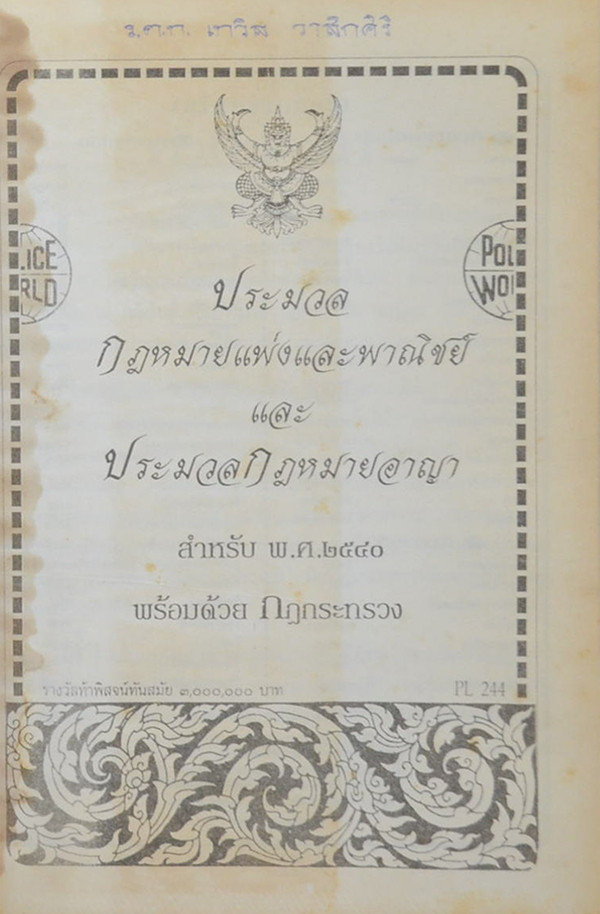 ร.ต.ท. เทวิส วาสิกศิริ
LICE
RLD
POL
WOR
ประมวล
กฎหมายแพ่งและพาณิชย์
และ
ประมวลกฎหมายอาญา
สำหรับ พ.ศ.๒๕๔๐
พร้อมด้วย กฎกระทรวง
รางวัลท้าพิสูจน์ทันสมัย ๓,๐๐๐,๐๐๐ บาท
PL 244